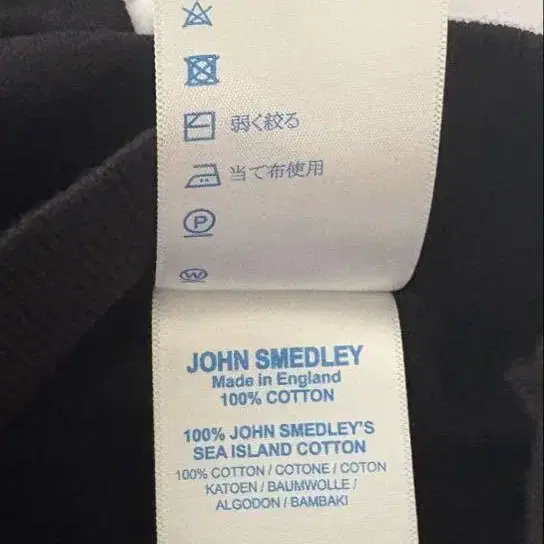 弱く絞る
当て布使用
P
W
JOHN SMEDLEY
Made in England
100% COTTON
100% JOHN SMEDLEY'S
SEA ISLAND COTTON
100% COTTON / COTONE / COTON
KATOEN / BAUMWOLLE /
ALGODON / BAMBAKI